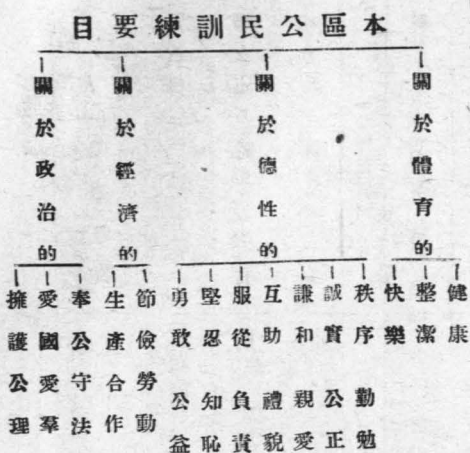 本區公民訓練要目
關於體育的
健康
整潔
快樂
關於德性的
秩序 勤勉
誠實 公正
謙和 親愛
互助 禮貌
服從 負責
堅忍 知恥
勇敢 公益
關於經濟的
節儉勞動
生產合作
關於政治的
奉公守法
愛國愛羣
擁護公理